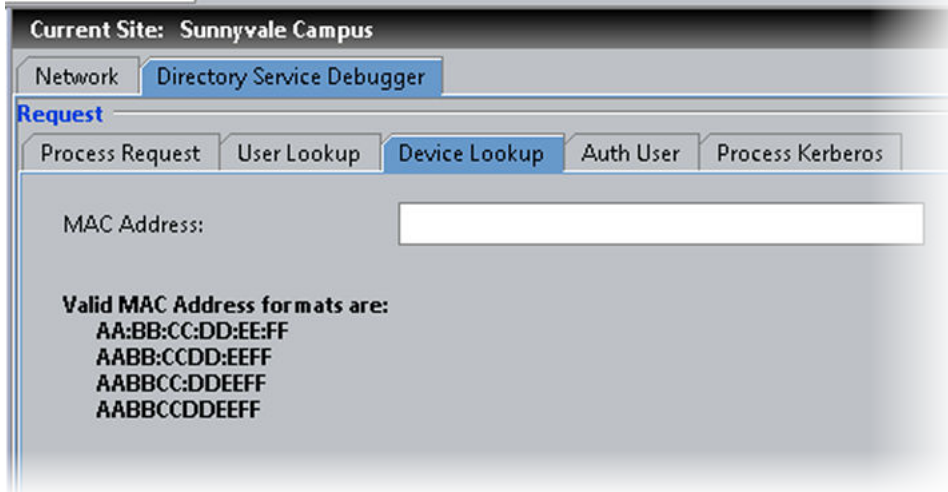 Current Site: Sunnyvale Campus
Network Directory Service Debugger
Request
Process Request User Lookup Device Lookup Auth User Process Kerberos
MAC Address:
Valid MAC Address formats are:
AA:BB:CC:DD:EE:FF
AABB:CCDD:EEFF
AABBCC:DDEEFF
AABBCCDDEEFF